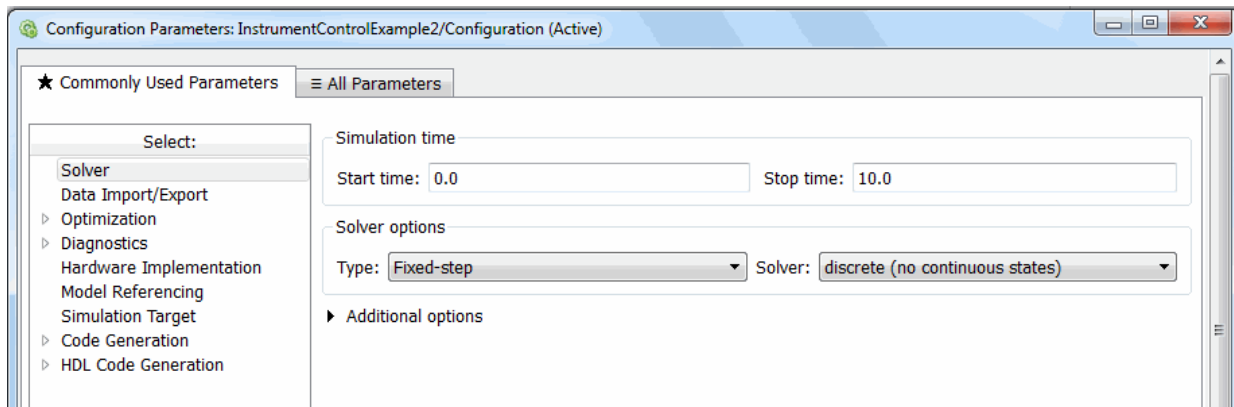 Configuration Parameters: InstrumentControlExample2/Configuration (Active)
★ Commonly Used Parameters
≡ All Parameters
Select:
Solver
Data Import/Export
Optimization
Diagnostics
Hardware Implementation
Model Referencing
Simulation Target
Code Generation
HDL Code Generation
Simulation time
Start time: 0.0 Stop time: 10.0
Solver options
Type: Fixed-step Solver: discrete (no continuous states)
Additional options